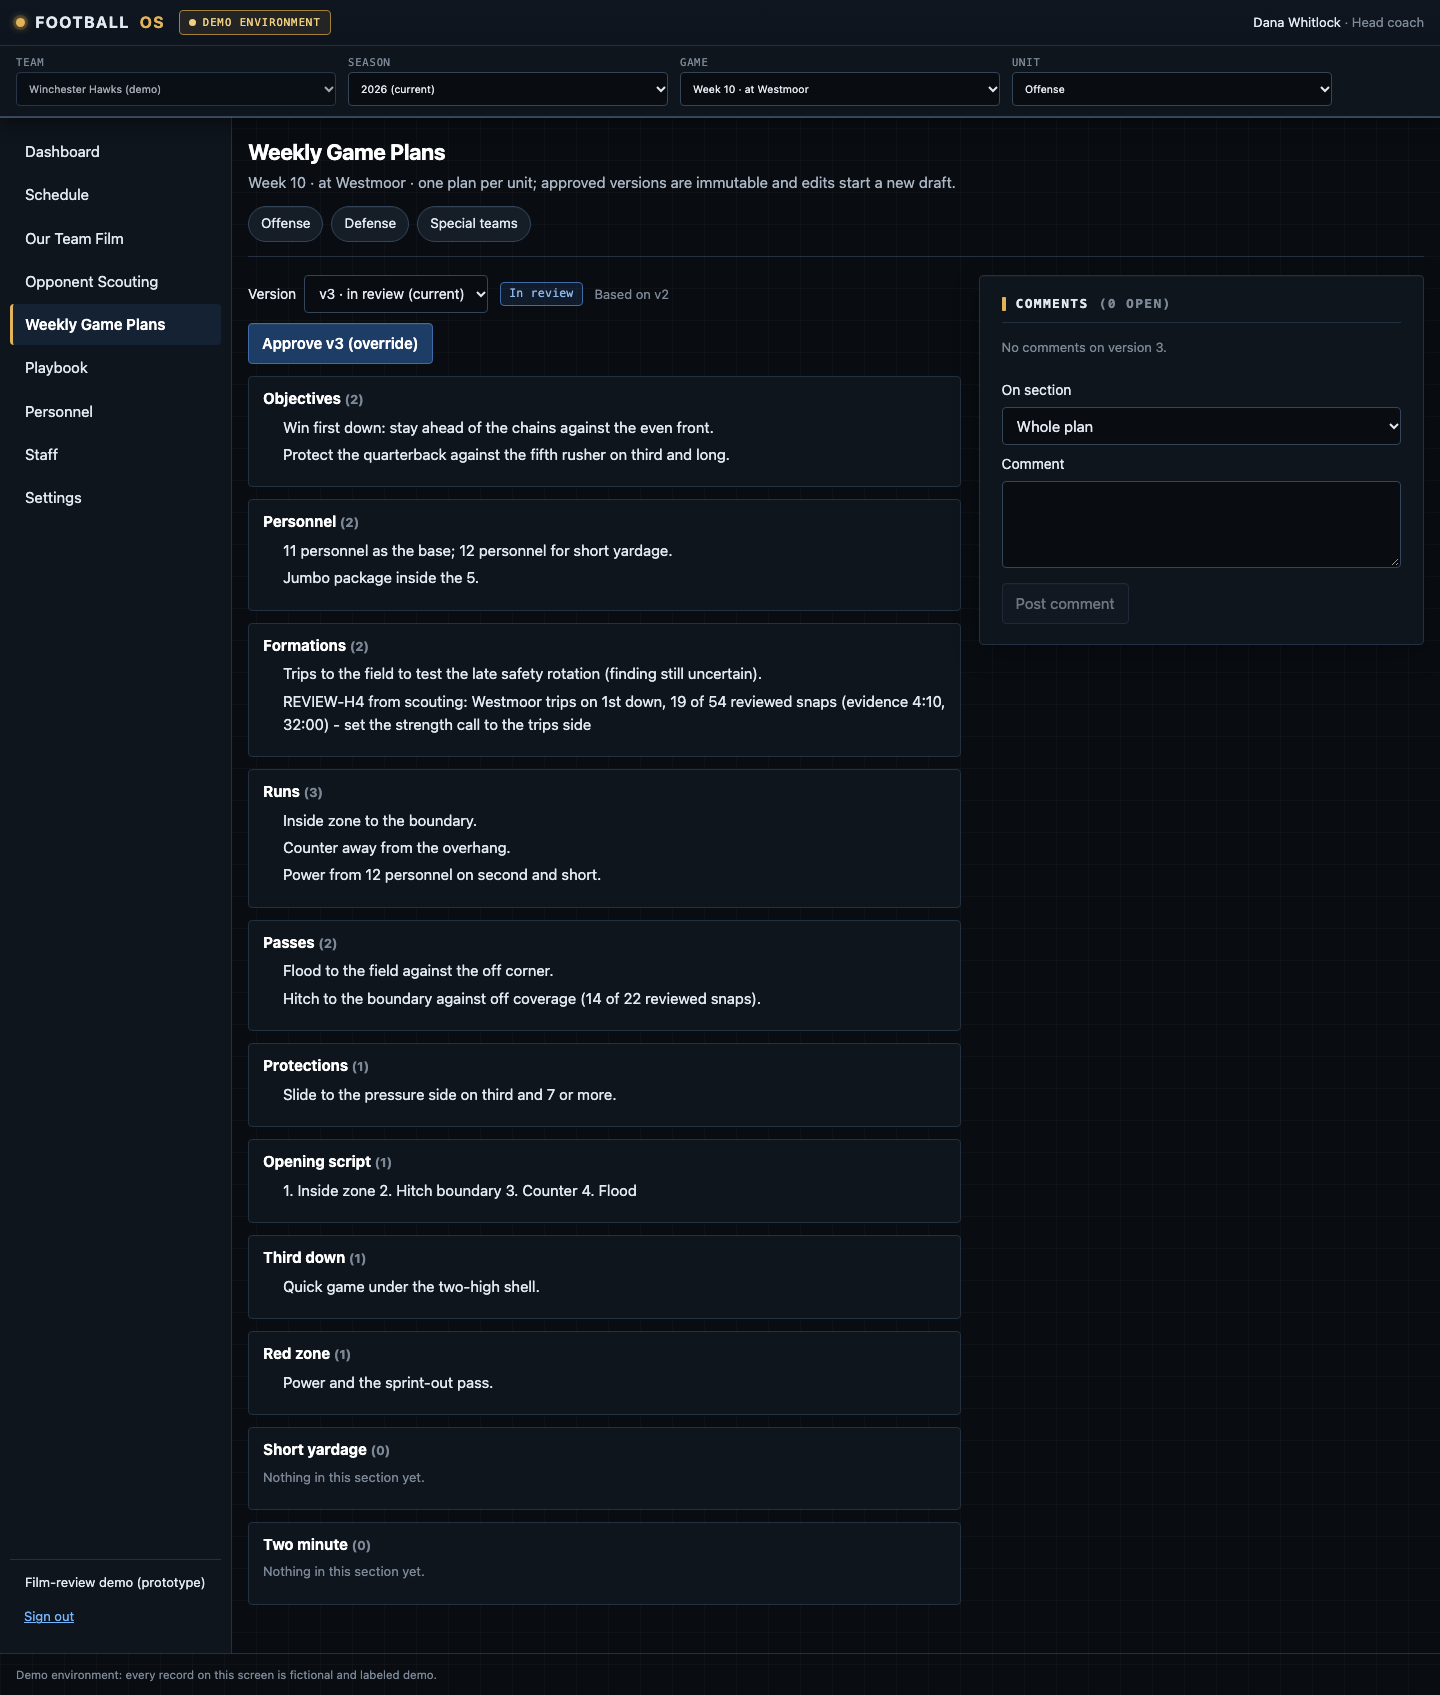 FOOTBALL OS
DEMO ENVIRONMENT
Dana Whitlock · Head coach
TEAM
SEASON
GAME
UNIT
Winchester Hawks (demo)
2026 (current)
Week 10 · at Westmoor
Offense
Dashboard
Schedule
Our Team Film
Opponent Scouting
Weekly Game Plans
Playbook
Personnel
Staff
Settings
Film-review demo (prototype)
Sign out
Weekly Game Plans
Week 10 · at Westmoor · one plan per unit; approved versions are immutable and edits start a new draft.
Offense
Defense
Special teams
Version
v3 · in review (current)
In review
Based on v2
Approve v3 (override)
Objectives (2)
Win first down: stay ahead of the chains against the even front.
Protect the quarterback against the fifth rusher on third and long.
Personnel (2)
11 personnel as the base; 12 personnel for short yardage.
Jumbo package inside the 5.
Formations (2)
Trips to the field to test the late safety rotation (finding still uncertain).
REVIEW-H4 from scouting: Westmoor trips on 1st down, 19 of 54 reviewed snaps (evidence 4:10,
32:00) - set the strength call to the trips side
Runs (3)
Inside zone to the boundary.
Counter away from the overhang.
Power from 12 personnel on second and short.
Passes (2)
Flood to the field against the off corner.
Hitch to the boundary against off coverage (14 of 22 reviewed snaps).
Protections (1)
Slide to the pressure side on third and 7 or more.
Opening script (1)
1. Inside zone 2. Hitch boundary 3. Counter 4. Flood
Third down (1)
Quick game under the two-high shell.
Red zone (1)
Power and the sprint-out pass.
Short yardage (0)
Nothing in this section yet.
Two minute (0)
Nothing in this section yet.
COMMENTS (0 OPEN)
No comments on version 3.
On section
Whole plan
Comment
Post comment
Demo environment: every record on this screen is fictional and labeled demo.